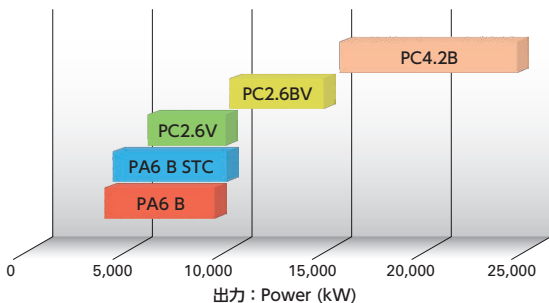 PC4.2B
PC2.6BV
PC2.6V
PA6 B STC
PA6 B
0 5,000 10,000 15,000 20,000 25,000
出力：Power (kW)